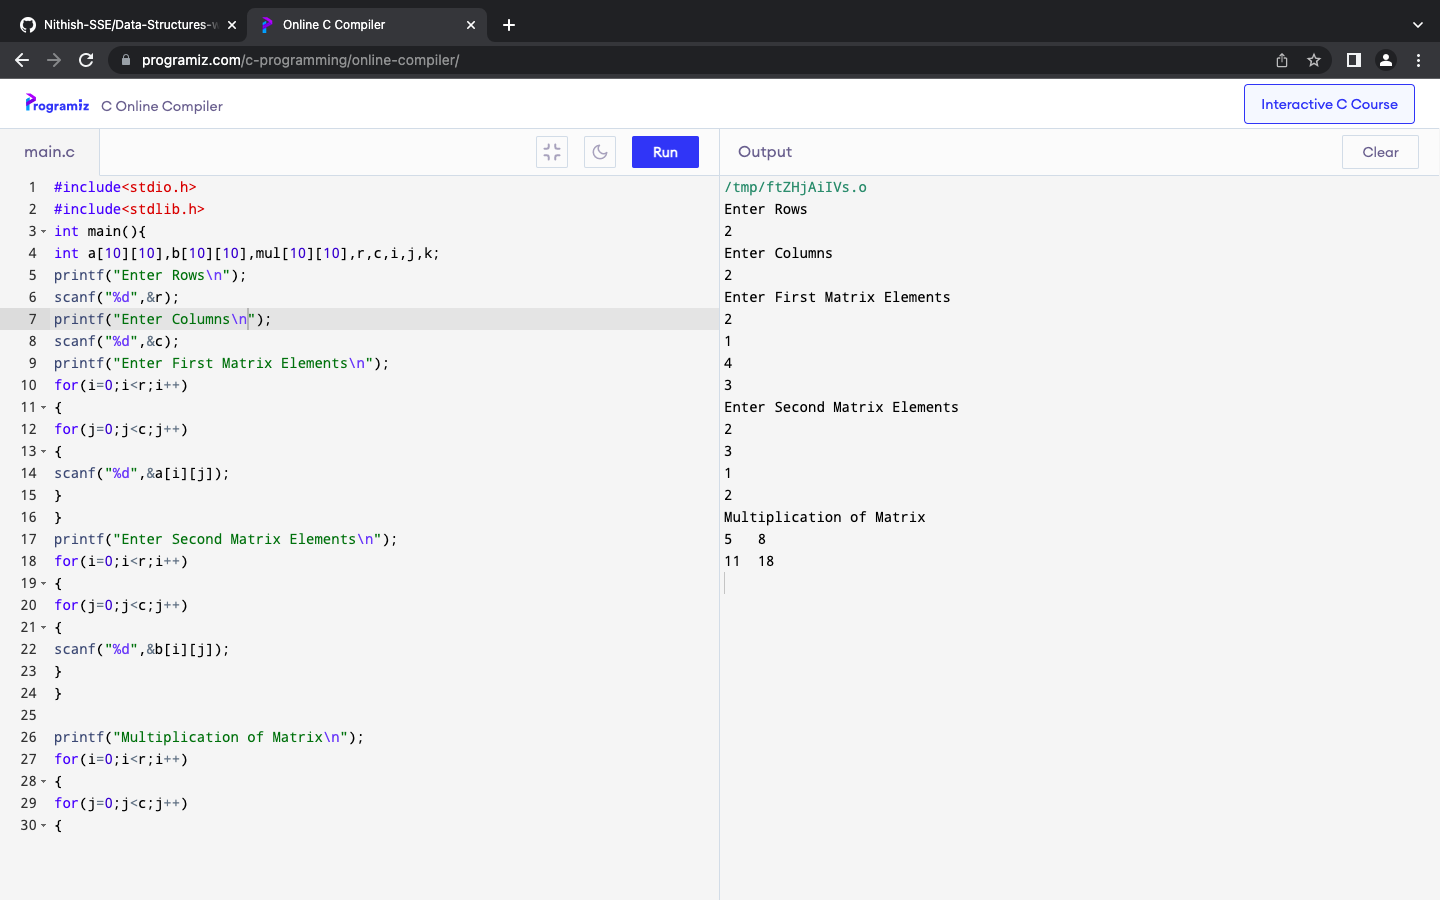 Nithish-SSE/Data-Structures-w
Online C Compiler
programiz.com/c-programming/online-compiler/
Programiz
C Online Compiler
Interactive C Course
main.c
Run
Output
Clear
1 #include<stdio.h>
2 #include<stdlib.h>
3 int main(){
4 int a[10][10],b[10][10],mul[10][10],r,c,i,j,k;
5 printf("Enter Rows\n");
6 scanf("%d",&r);
7 printf("Enter Columns\n");
8 scanf("%d",&c);
9 printf("Enter First Matrix Elements\n");
10 for(i=0;i<r;i++)
11 {
12 for(j=0;j<c;j++)
13 {
14 scanf("%d",&a[i][j]);
15 }
16 }
17 printf("Enter Second Matrix Elements\n");
18 for(i=0;i<r;i++)
19 {
20 for(j=0;j<c;j++)
21 {
22 scanf("%d",&b[i][j]);
23 }
24 }
25
26 printf("Multiplication of Matrix\n");
27 for(i=0;i<r;i++)
28 {
29 for(j=0;j<c;j++)
30 {
/tmp/ftZHjAiIVs.o
Enter Rows
2
Enter Columns
2
Enter First Matrix Elements
2
1
4
3
Enter Second Matrix Elements
2
3
1
2
Multiplication of Matrix
5 8
11 18